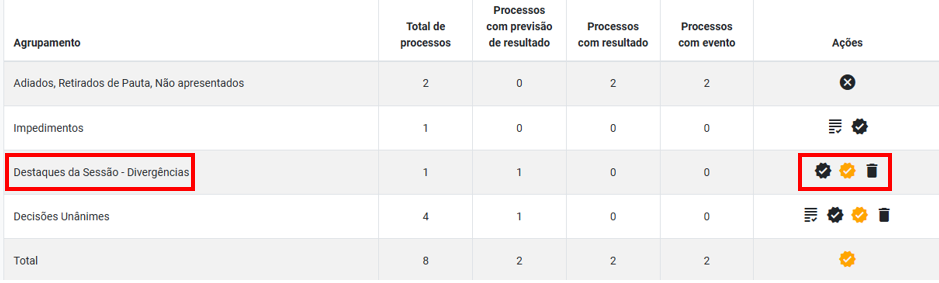 Agrupamento Total de processos Processos com previsão de resultado Processos com resultado Processos com evento Ações
Adiados, Retirados de Pauta, Não apresentados 2 0 2 2
Impedimentos 1 0 0 0
Destaques da Sessão - Divergências 1 1 0 0
Decisões Unânimes 4 1 0 0
Total 8 2 2 2